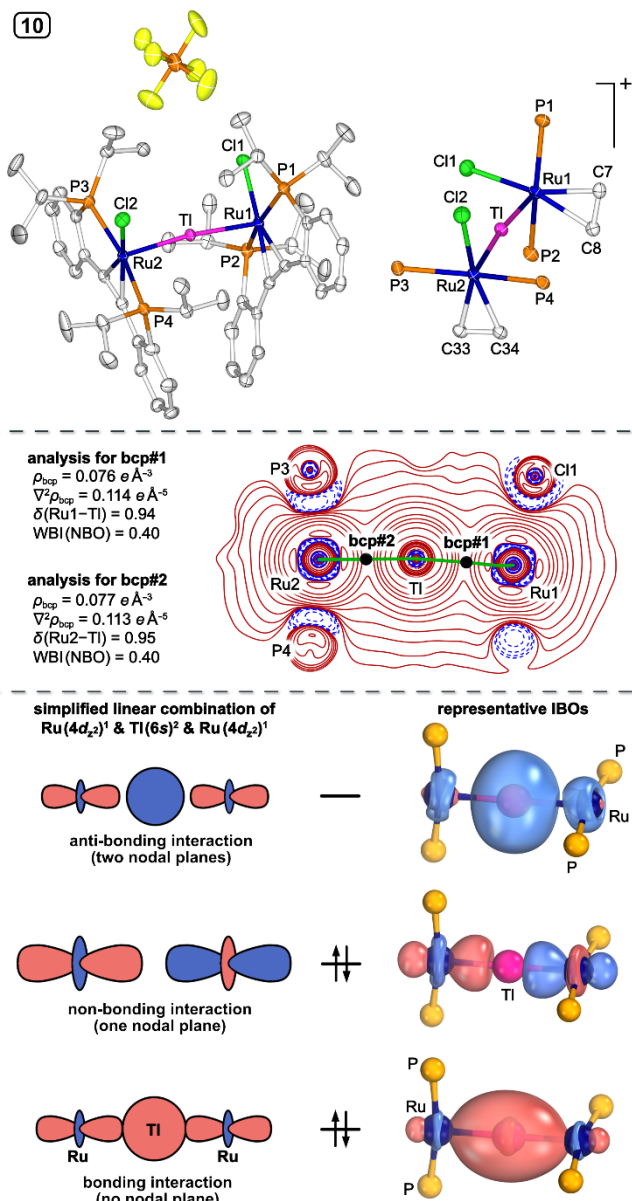 10
+
P3
Cl2
Cl1
P1
Tl
Ru1
Ru2
P2
P4
P1
Cl1
Ru1
C7
Cl2
Tl
C8
P2
P3
Ru2
P4
C33
C34
analysis for bcp#1
ρbcp = 0.076 e Å−3
∇2ρbcp = 0.114 e Å−5
δ(Ru1−Tl) = 0.94
WBI(NBO) = 0.40
analysis for bcp#2
ρbcp = 0.077 e Å−3
∇2ρbcp = 0.113 e Å−5
δ(Ru2−Tl) = 0.95
WBI(NBO) = 0.40
P3
Cl1
bcp#2
bcp#1
Ru2
Tl
Ru1
P4
simplified linear combination of
Ru(4dz2)1 & Tl(6s)2 & Ru(4dz2)1
representative IBOs
anti-bonding interaction
(two nodal planes)
P
Ru
P
non-bonding interaction
(one nodal plane)
Tl
Tl
Ru
Ru
bonding interaction
(no nodal plane)
P
Ru
P
P